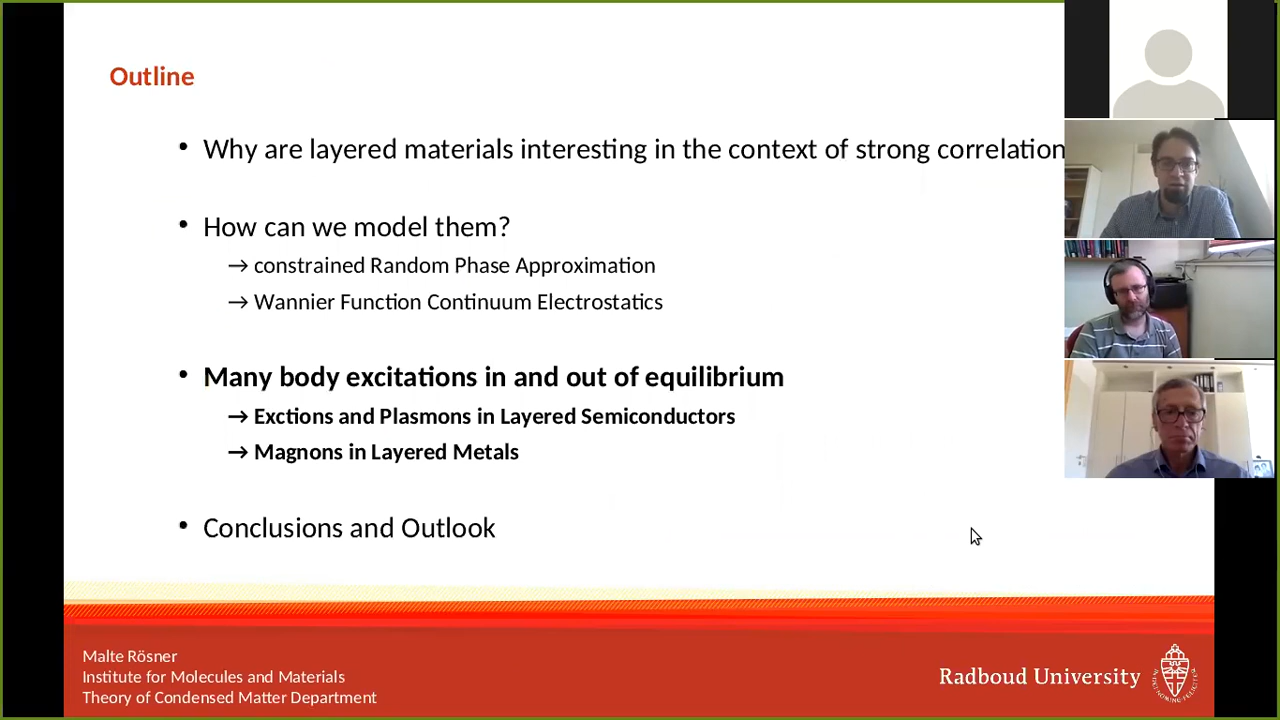 Outline
• Why are layered materials interesting in the context of strong correlation
• How can we model them?
→ constrained Random Phase Approximation
→ Wannier Function Continuum Electrostatics
• Many body excitations in and out of equilibrium
→ Exctions and Plasmons in Layered Semiconductors
→ Magnons in Layered Metals
• Conclusions and Outlook
Malte Rösner
Institute for Molecules and Materials
Theory of Condensed Matter Department
Radboud University